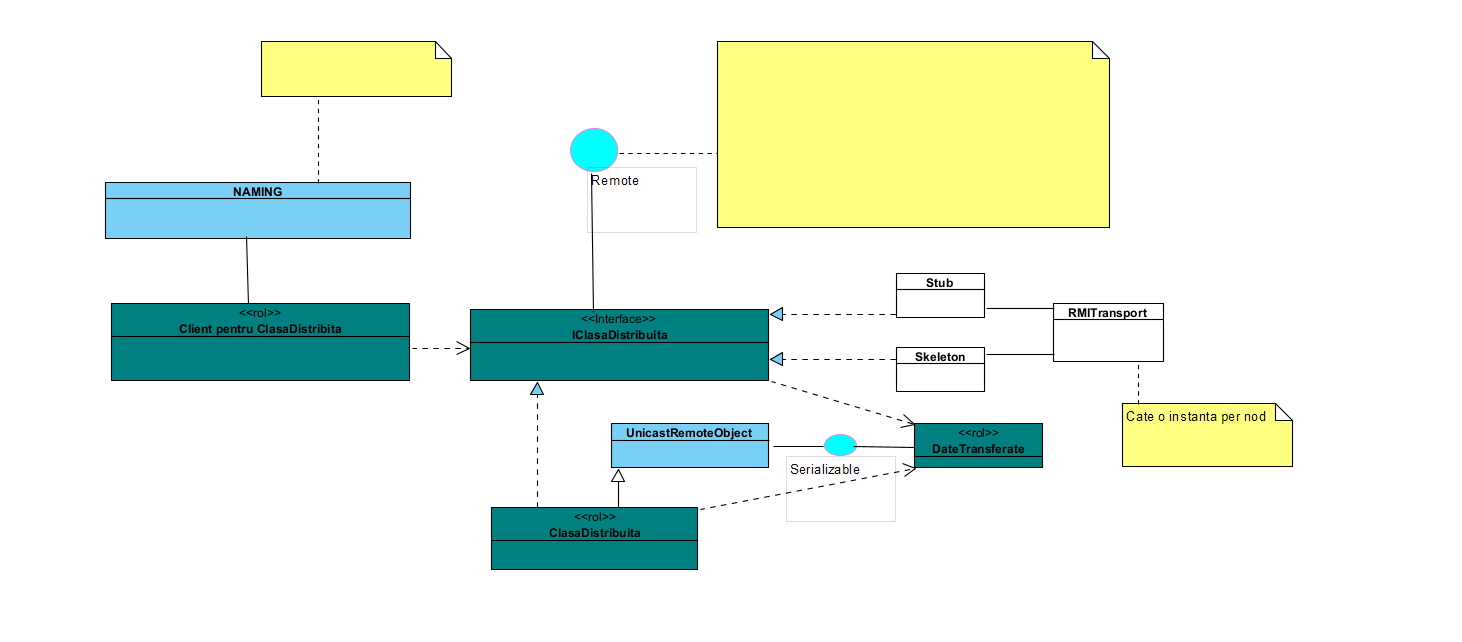 Remote
NAMING
<<rol>>
Client pentru ClasaDistribita
<<Interface>>
IClasaDistribuita
Stub
Skeleton
RMITransport
Cate o instanta per nod
UnicastRemoteObject
Serializable
<<rol>>
DateTransferate
<<rol>>
ClasaDistribuita